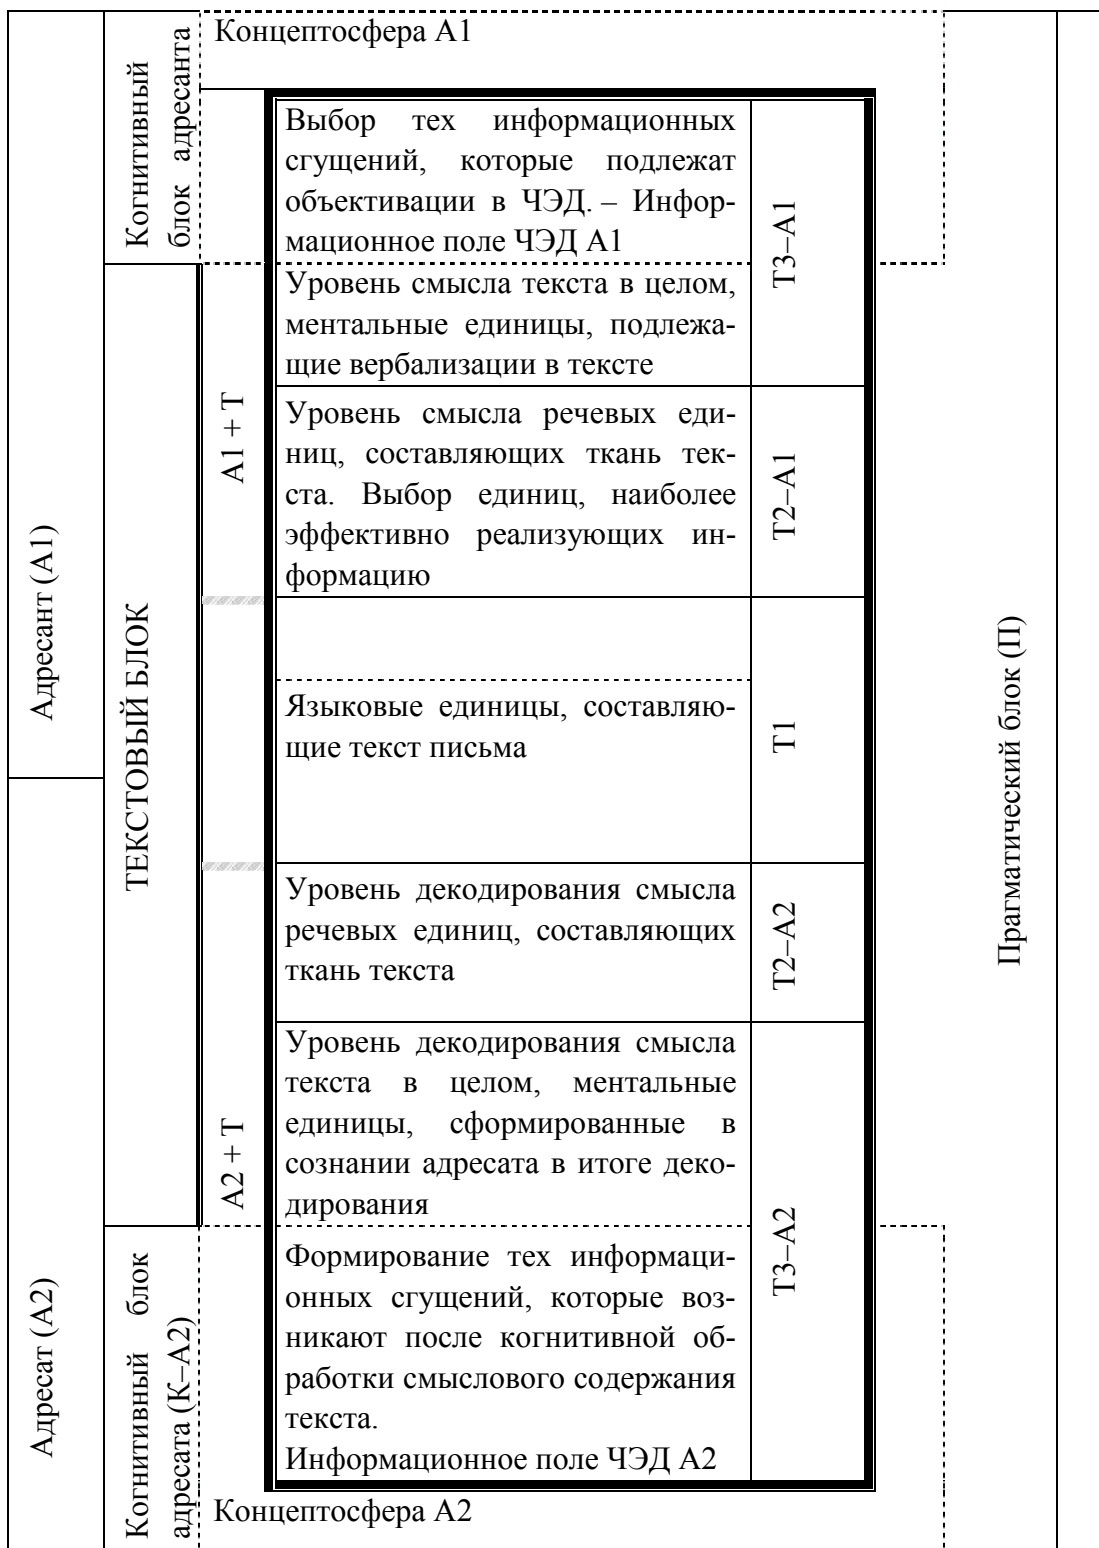 Концептосфера А1
Когнитивный
блок адресанта
Выбор тех информационных
сгущений, которые подлежат
объективации в ЧЭД. – Инфор-
мационное поле ЧЭД А1
Т3–А1
Уровень смысла текста в целом,
ментальные единицы, подлежа-
щие вербализации в тексте
А1 + Т
Уровень смысла речевых еди-
ниц, составляющих ткань тек-
ста. Выбор единиц, наиболее
эффективно реализующих ин-
формацию
Т2–А1
Адресант (А1)
ТЕКСТОВЫЙ БЛОК
Языковые единицы, составляю-
щие текст письма
Т1
Прагматический блок (П)
Уровень декодирования смысла
речевых единиц, составляющих
ткань текста
Т2–А2
Уровень декодирования смысла
текста в целом, ментальные
единицы, сформированные в
сознании адресата в итоге деко-
дирования
А2 + Т
Т3–А2
Адресат (А2)
Когнитивный блок
адресата (К–А2)
Формирование тех информаци-
онных сгущений, которые воз-
никают после когнитивной об-
работки смыслового содержания
текста.
Информационное поле ЧЭД А2
Концептосфера А2